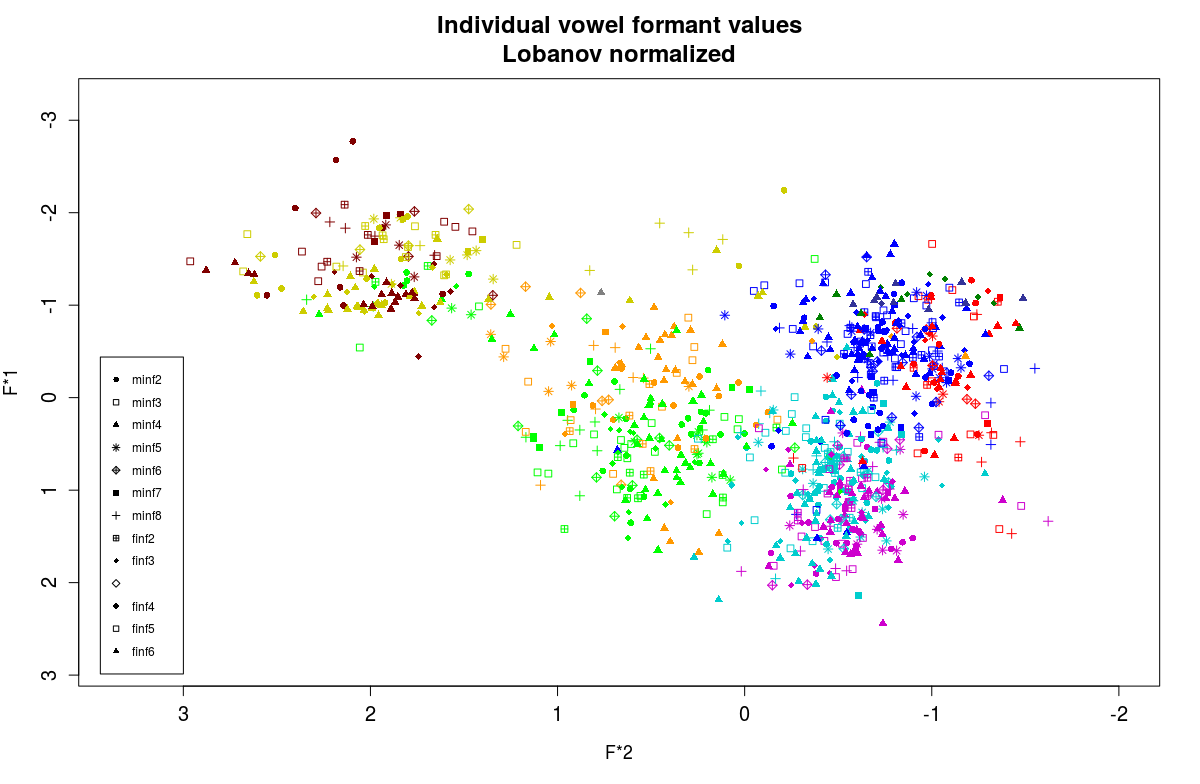 Individual vowel formant values
Lobanov normalized
-3
-2
-1
0
1
2
3
F*1
minf2
minf3
minf4
minf5
minf6
minf7
minf8
finf2
finf3
finf4
finf5
finf6
3
2
1
0
-1
-2
F*2